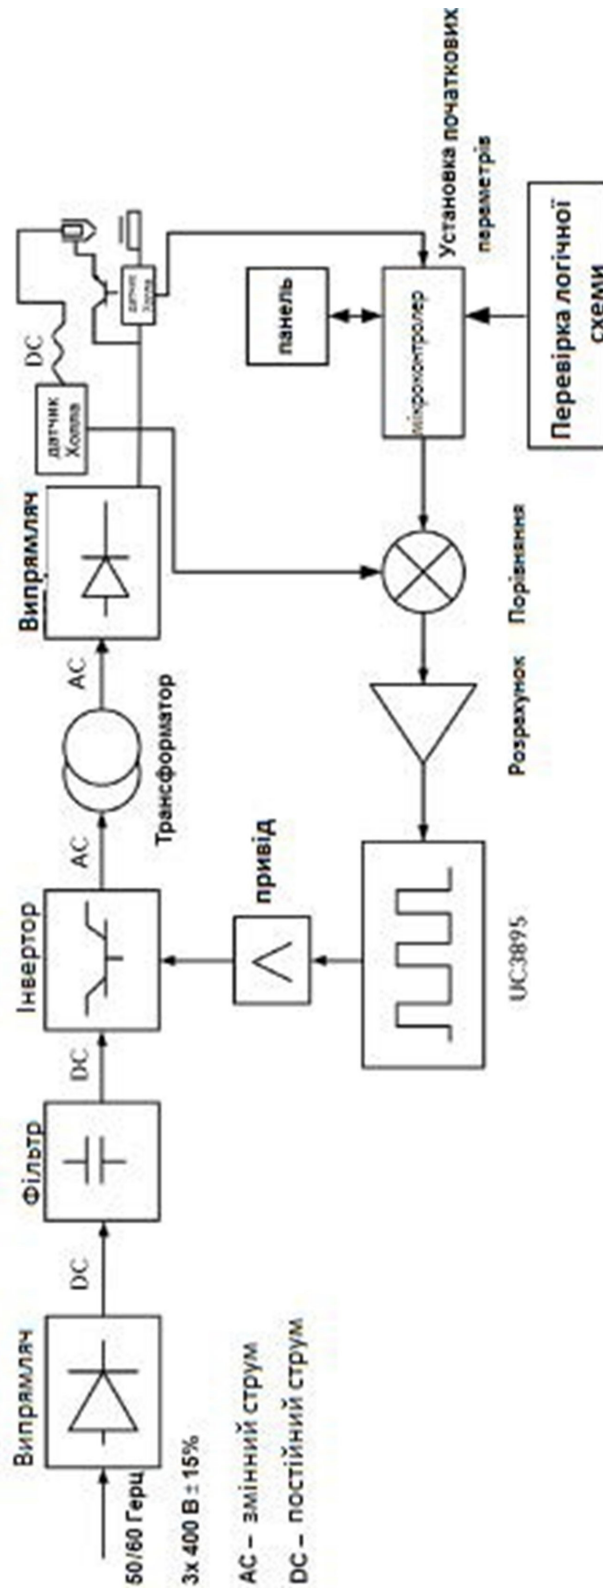 Випрямляч
50/60 Герц
3х 400 В ± 15%
AC – змінний струм
DC – постійний струм
DC
Фільтр
DC
Інвертор
AC
Трансформатор
AC
Випрямляч
датчик
Холла
DC
датчик
Холла
привід
UC3895
Розрахунок
Порівняння
панель
мікроконтролер
Установка початкових
параметрів
Перевірка логічної
схеми